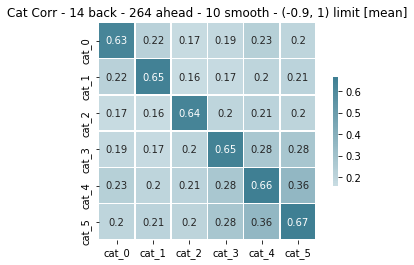 Cat Corr - 14 back - 264 ahead - 10 smooth - (-0.9, 1) limit [mean]
cat_0 0.63 0.22 0.17 0.19 0.23 0.2
cat_1 0.22 0.65 0.16 0.17 0.2 0.21
cat_2 0.17 0.16 0.64 0.2 0.21 0.2
cat_3 0.19 0.17 0.2 0.65 0.28 0.28
cat_4 0.23 0.2 0.21 0.28 0.66 0.36
cat_5 0.2 0.21 0.2 0.28 0.36 0.67
cat_0 cat_1 cat_2 cat_3 cat_4 cat_5
0.6
0.5
0.4
0.3
0.2